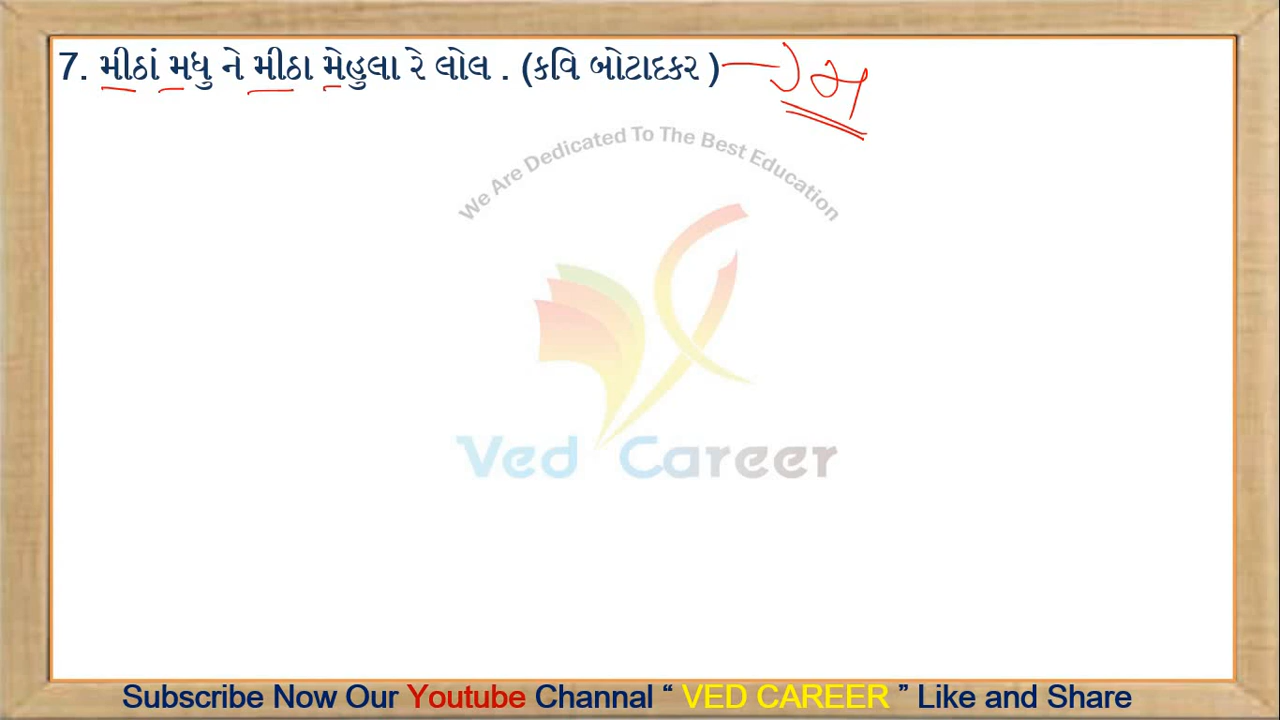 7. મીઠાં મધુ ને મીઠા મેહુલા રે લોલ . (કવિ બોટાદકર ) મ
We Are Dedicated To The Best Education
Ved Career
Subscribe Now Our Youtube Channal “ VED CAREER ” Like and Share